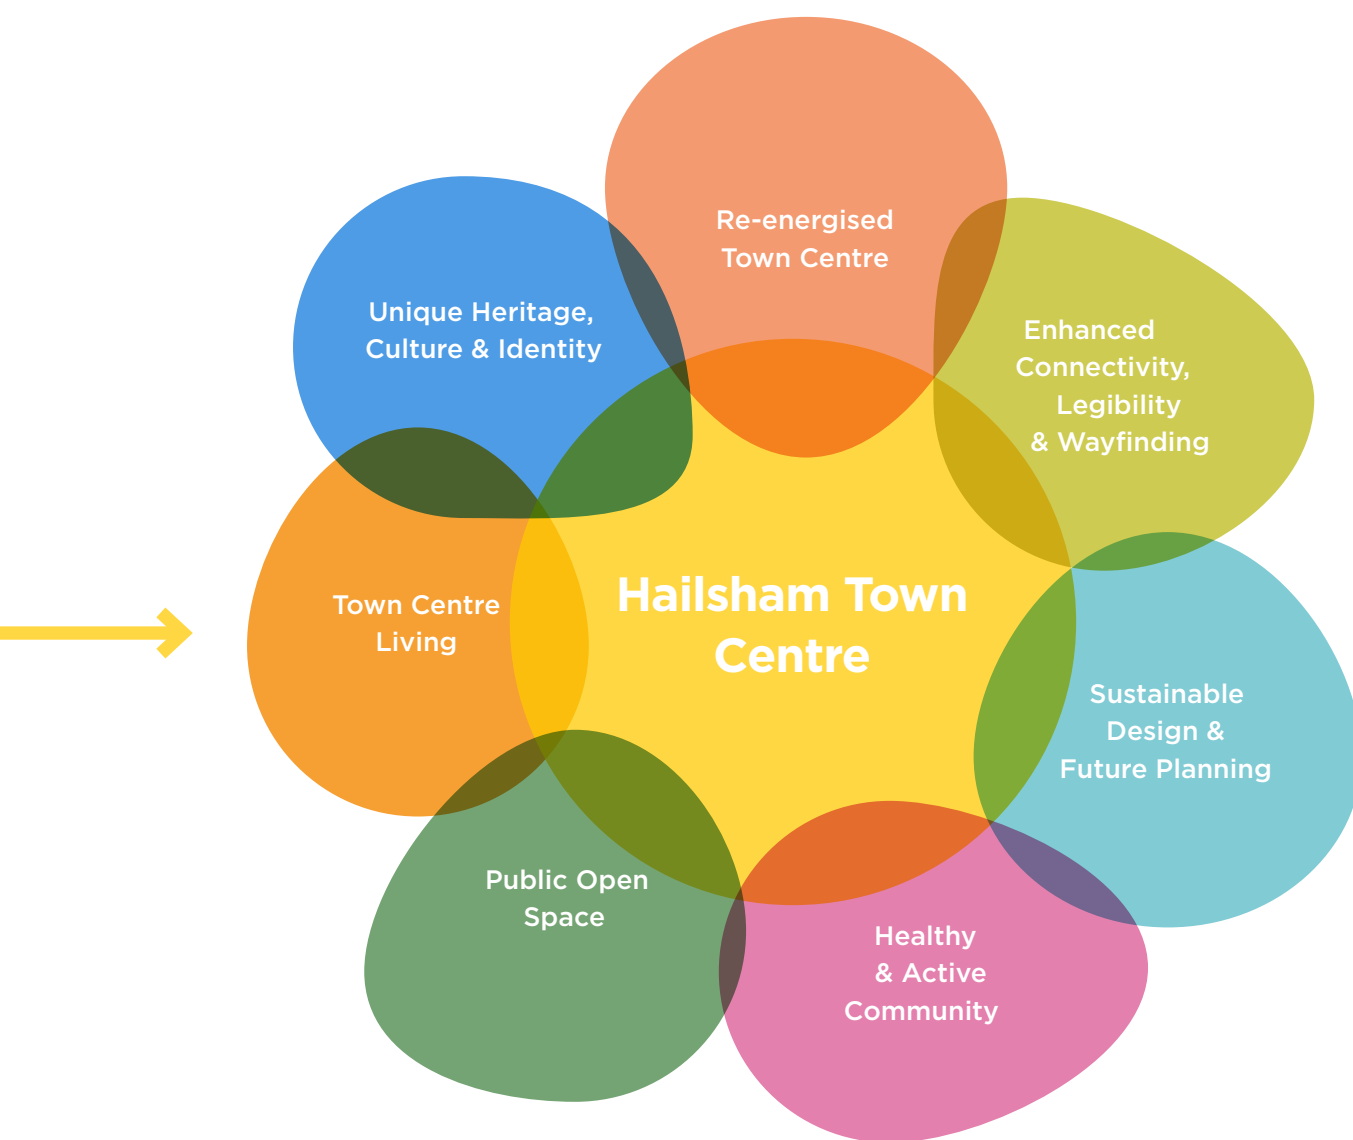 Re-energised
Town Centre
Unique Heritage,
Culture & Identity
Enhanced
Connectivity,
Legibility
& Wayfinding
Hailsham Town
Centre
Town Centre
Living
Sustainable
Design &
Future Planning
Public Open
Space
Healthy
& Active
Community